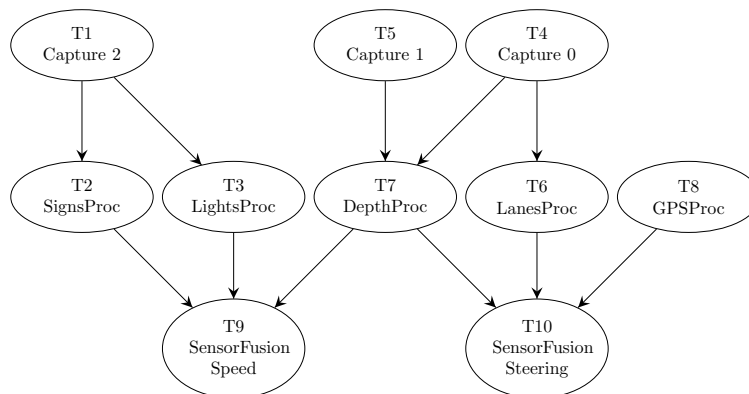 T1
Capture 2
T5
Capture 1
T4
Capture 0
T2
SignsProc
T3
LightsProc
T7
DepthProc
T6
LanesProc
T8
GPSProc
T9
SensorFusion
Speed
T10
SensorFusion
Steering